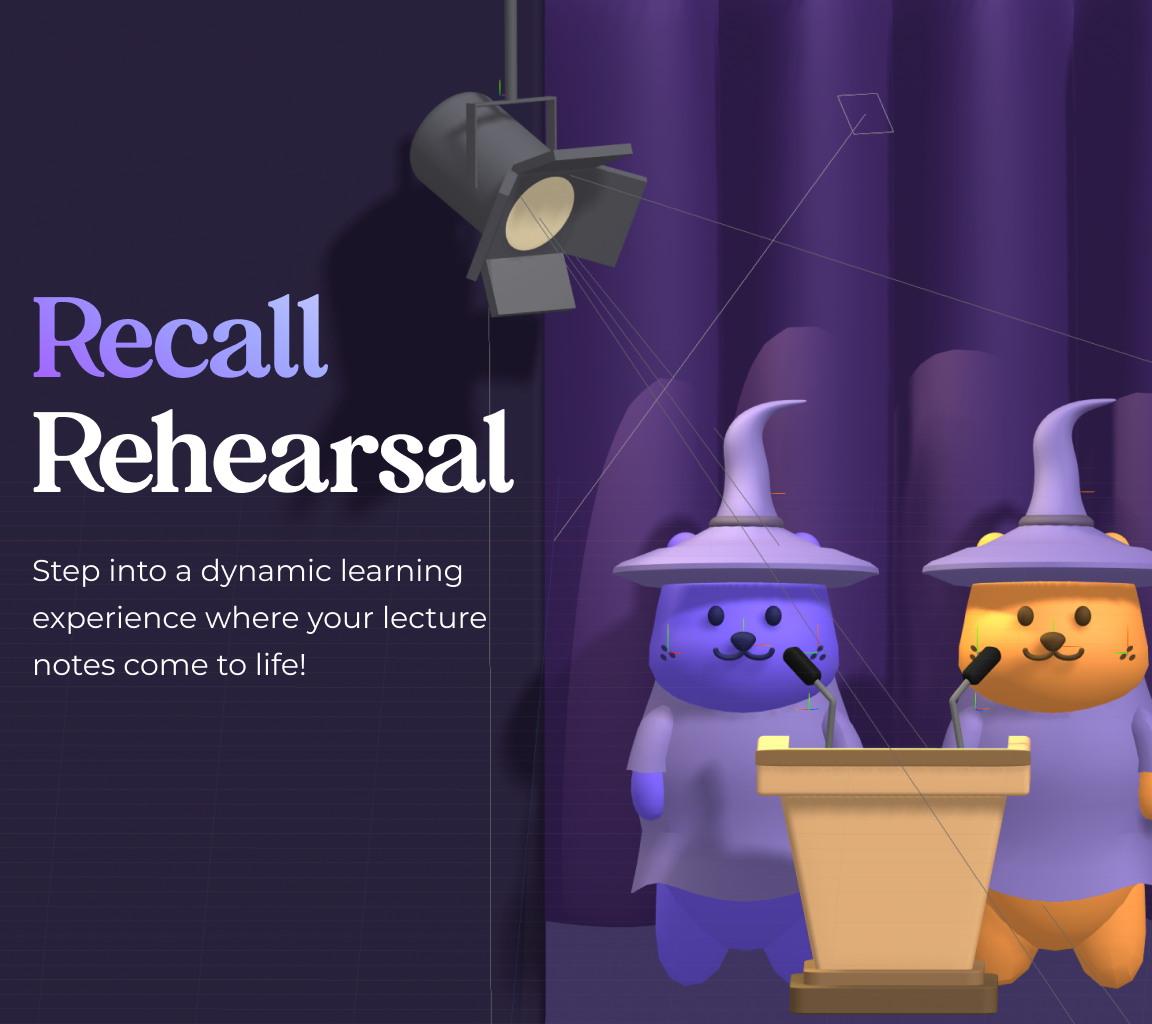 Recall
Rehearsal
Step into a dynamic learning
experience where your lecture
notes come to life!